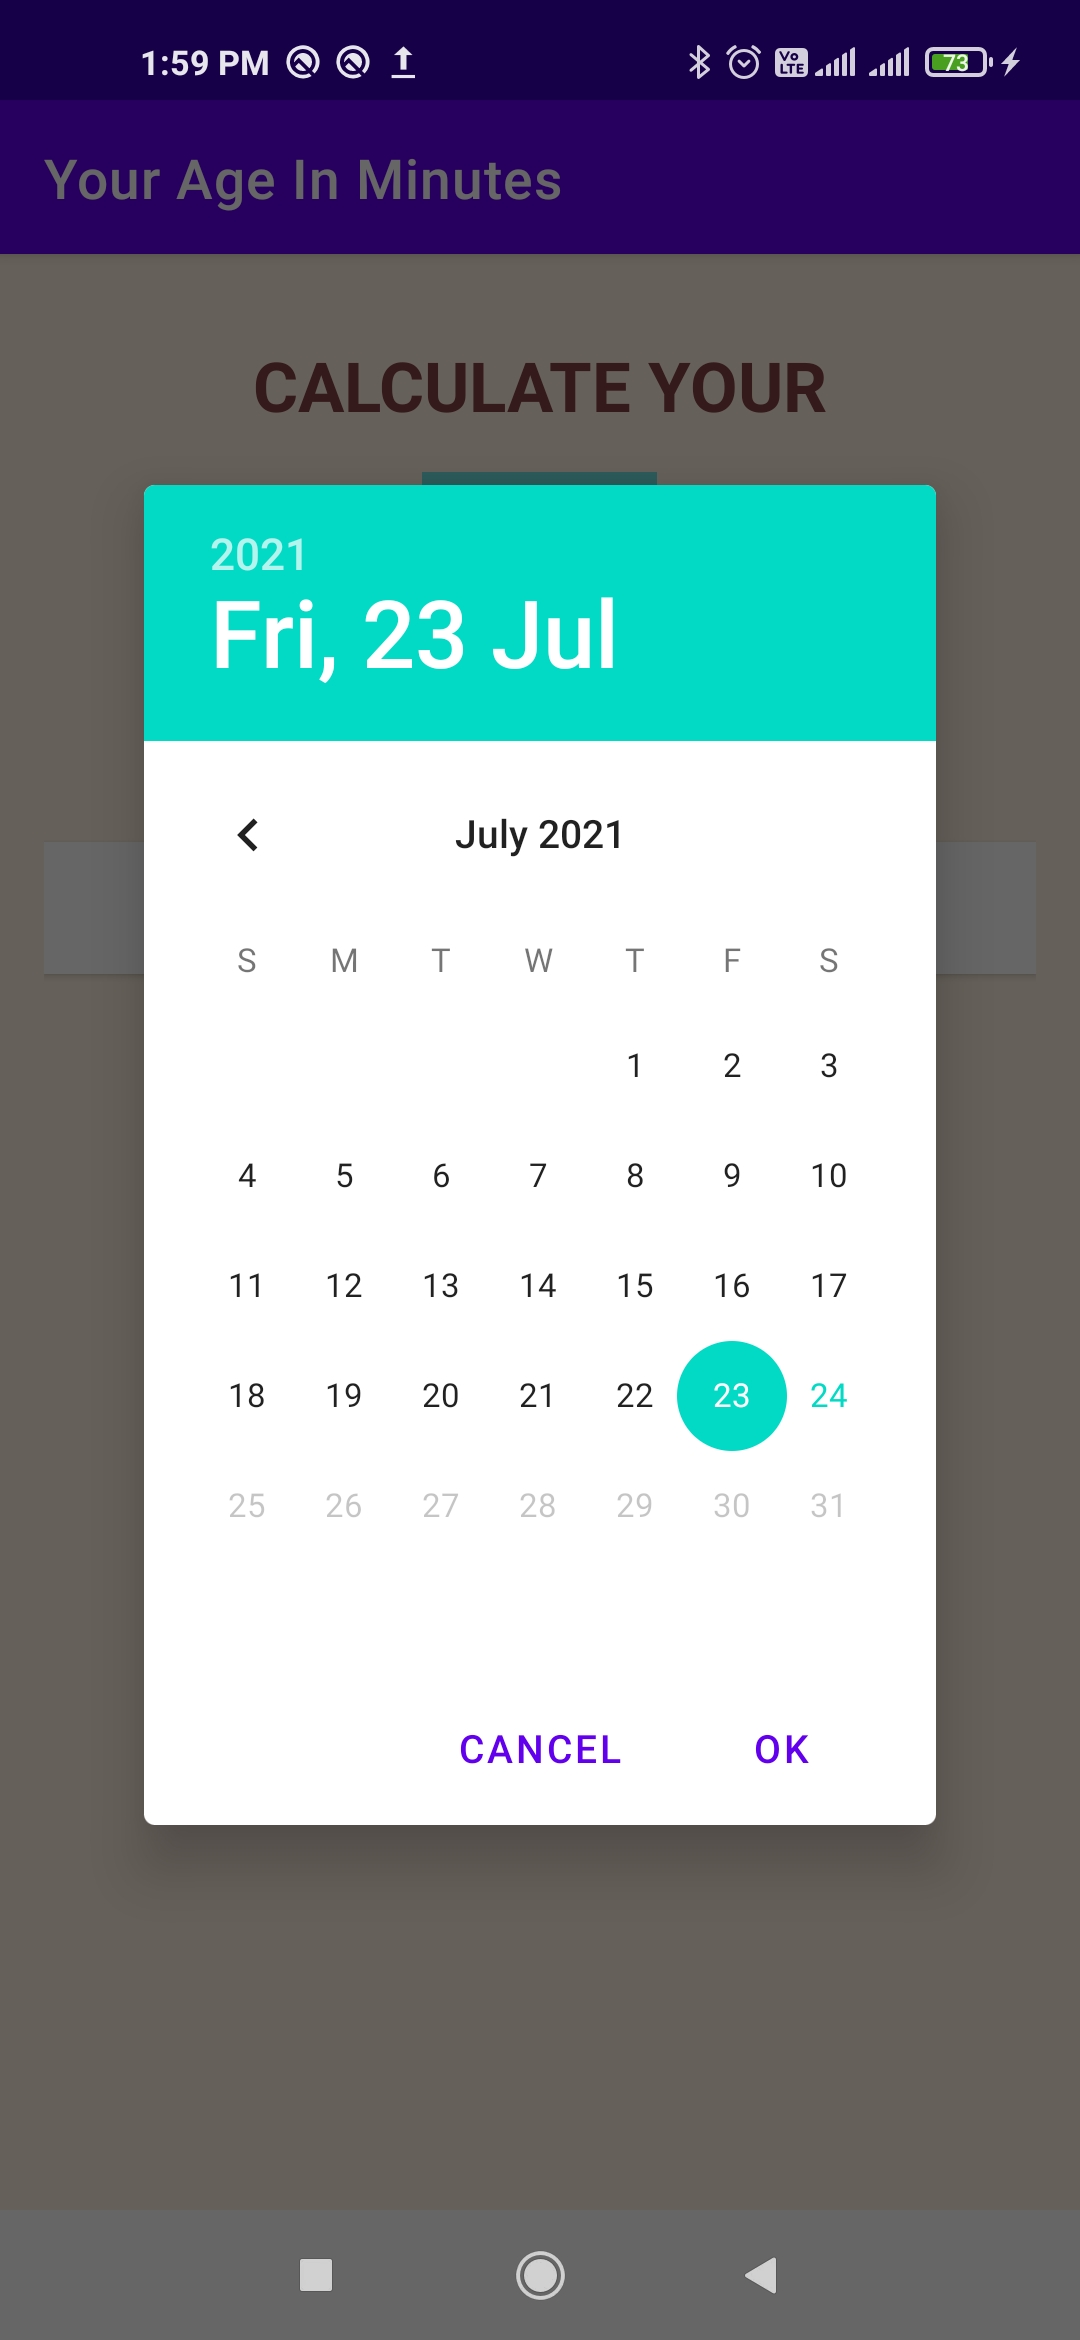 1:59 PM Vo LTE 73
Your Age In Minutes
CALCULATE YOUR
2021
Fri, 23 Jul
July 2021
S M T W T F S
1 2 3
4 5 6 7 8 9 10
11 12 13 14 15 16 17
18 19 20 21 22 23 24
25 26 27 28 29 30 31
CANCEL OK